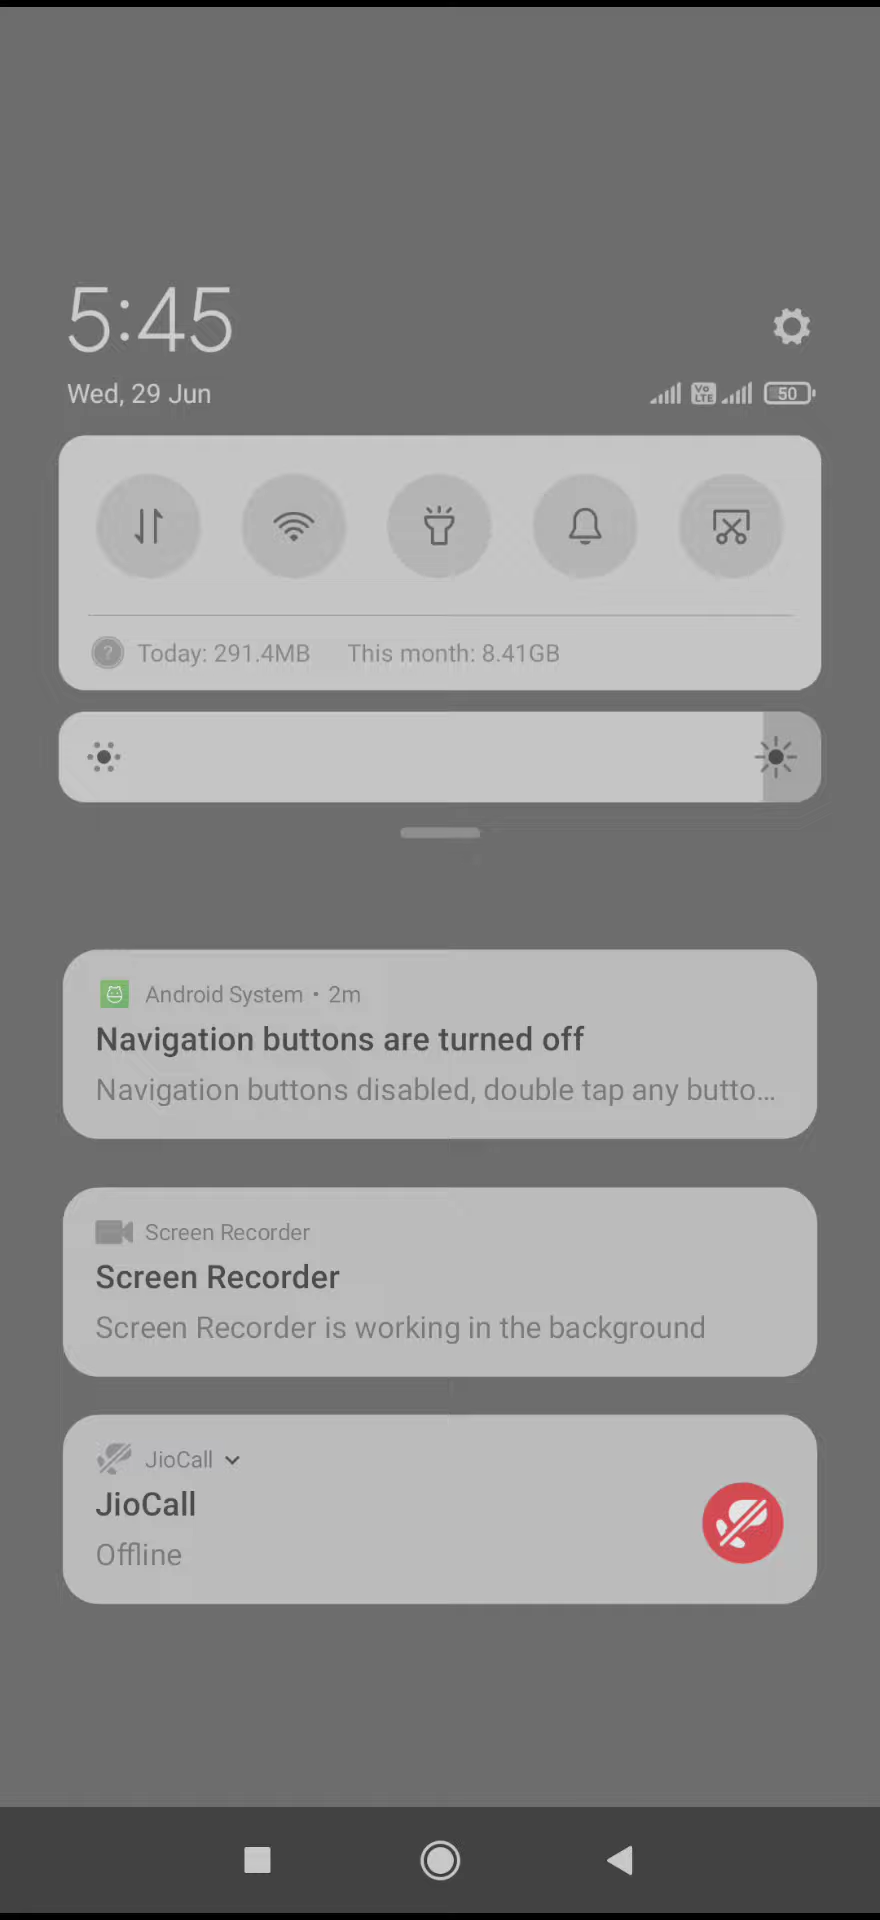 5:45
Wed, 29 Jun
Vo LTE 50
Today: 291.4MB This month: 8.41GB
Android System • 2m
Navigation buttons are turned off
Navigation buttons disabled, double tap any butto...
Screen Recorder
Screen Recorder
Screen Recorder is working in the background
JioCall
JioCall
Offline